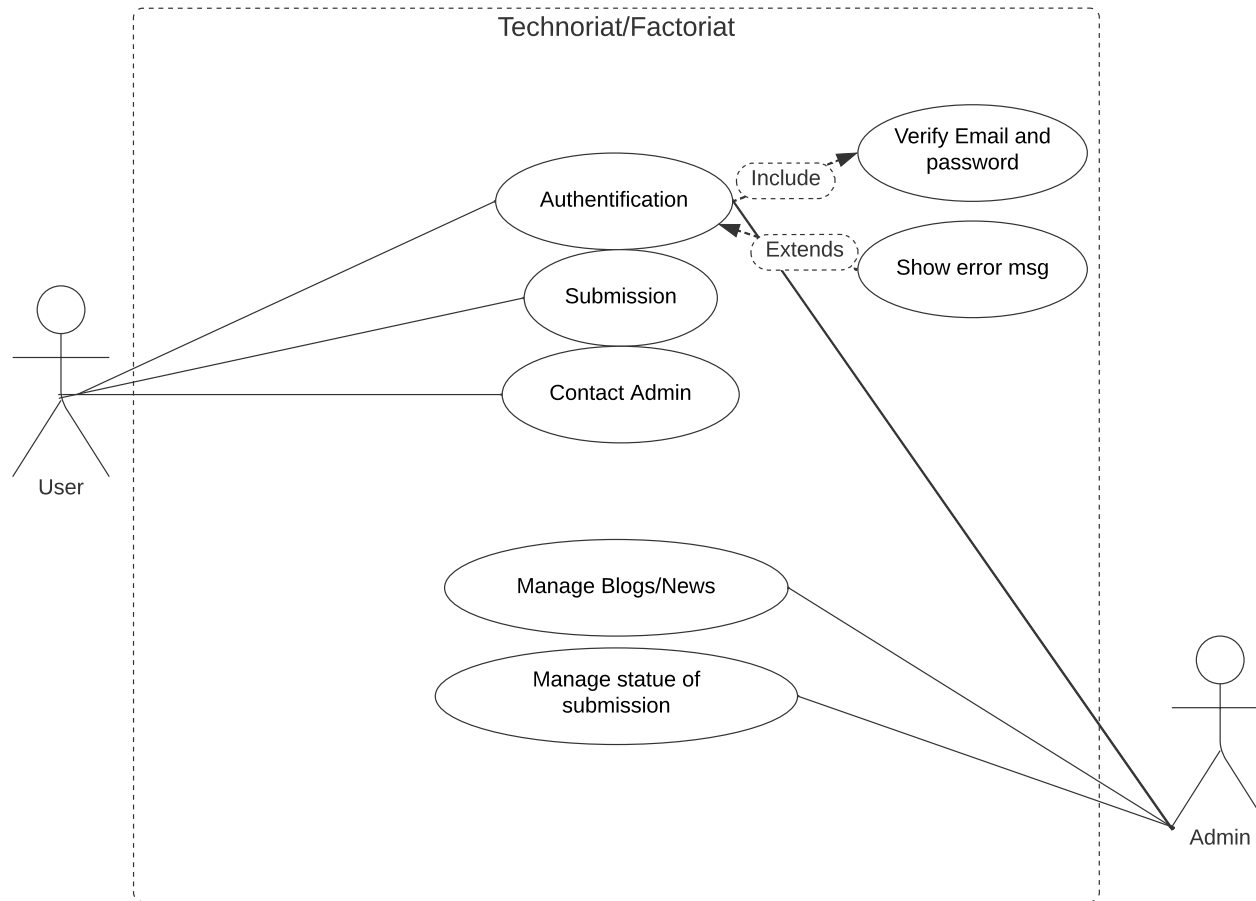 Technoriat/Factoriat
Verify Email and
password
Include
Authentification
Extends
Show error msg
Submission
Contact Admin
User
Manage Blogs/News
Manage statue of
submission
Admin